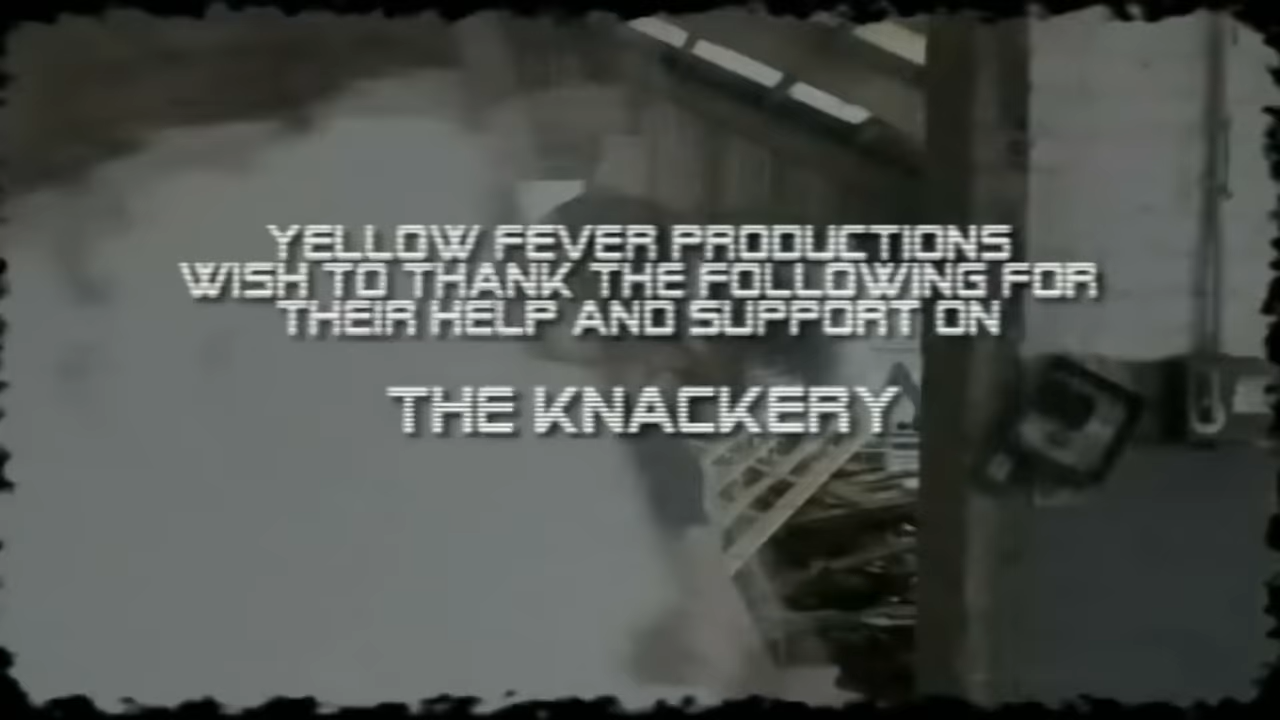 YELLOW FEVER PRODUCTIONS
WISH TO THANK THE FOLLOWING FOR
THEIR HELP AND SUPPORT ON
THE KNACKERY